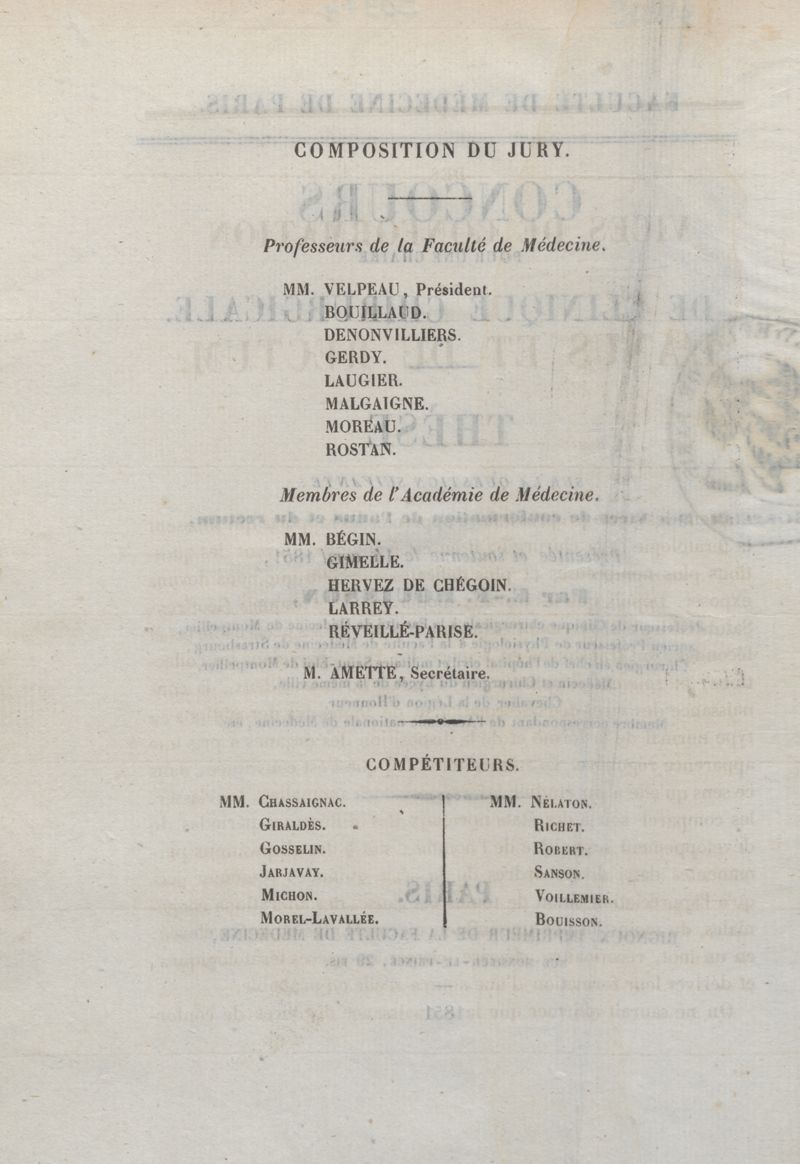 COMPOSITION DU JURY.
Professeurs de la Faculté de Médecine.
MM. VELPEAU, Président.
BOUILLAUD.
DENONVILLIERS.
GERDY.
LAUGIER.
MALGAIGNE.
MOREAU.
ROSTAN.
Membres de l'Académie de Médecine.
MM. BÉGIN.
GIMELLE.
HERVEZ DE CHÉGOIN.
LARREY.
RÉVEILLÉ-PARISE.
M. AMETTE, Secrétaire.
COMPÉTITEURS.
MM. CHASSAIGNAC.
GIRALDÈS.
GOSSELIN.
JARJAVAY.
MICHON.
MOREL-LAVALLÉE.
MM. NÉLATON.
RICHET.
ROBERT.
SANSON.
VOILLEMIER.
BOUISSON.